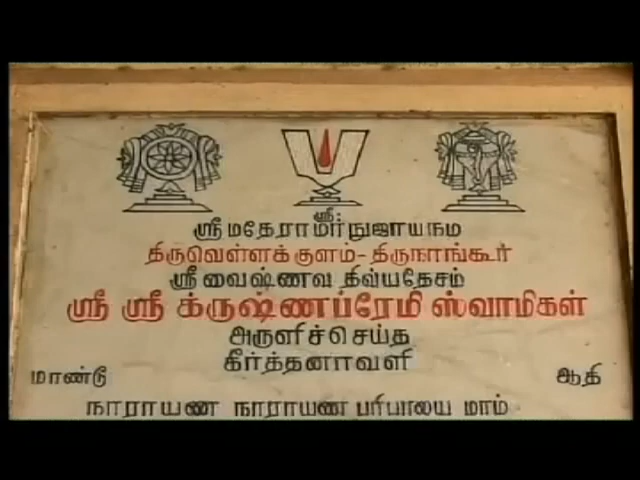 ஸ்ரீ:
ஸ்ரீ மதேராமாநுஜாயநம
திருவெள்ளக்குளம்-திருநாங்கூர்
ஸ்ரீவைஷ்ணவ திவ்யதேசம்
ஸ்ரீ ஸ்ரீ க்ருஷ்ணப்ரேமி ஸ்வாமிகள்
அருளிச்செய்த
கீர்த்தனாவளி
மாண்டு ஆதி
நாராயண நாராயண பரிபாலய மாம்